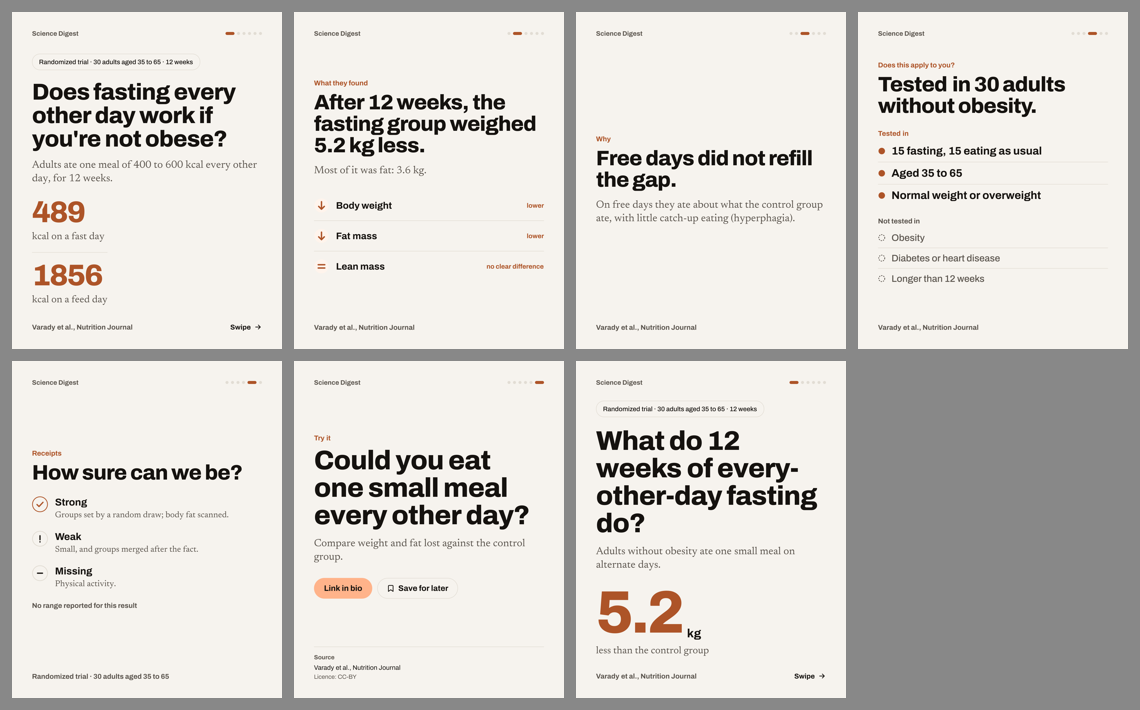 Science Digest
Randomized trial · 30 adults aged 35 to 65 · 12 weeks
Does fasting every
other day work if
you're not obese?
Adults ate one meal of 400 to 600 kcal every other
day, for 12 weeks.
489
kcal on a fast day
1856
kcal on a feed day
Varady et al., Nutrition Journal
Swipe →
Science Digest
What they found
After 12 weeks, the
fasting group weighed
5.2 kg less.
Most of it was fat: 3.6 kg.
↓ Body weight lower
↓ Fat mass lower
= Lean mass no clear difference
Varady et al., Nutrition Journal
Science Digest
Why
Free days did not refill
the gap.
On free days they ate about what the control group
ate, with little catch-up eating (hyperphagia).
Varady et al., Nutrition Journal
Science Digest
Does this apply to you?
Tested in 30 adults
without obesity.
Tested in
15 fasting, 15 eating as usual
Aged 35 to 65
Normal weight or overweight
Not tested in
Obesity
Diabetes or heart disease
Longer than 12 weeks
Varady et al., Nutrition Journal
Science Digest
Receipts
How sure can we be?
Strong
Groups set by a random draw; body fat scanned.
! Weak
Small, and groups merged after the fact.
Missing
Physical activity.
No range reported for this result
Randomized trial · 30 adults aged 35 to 65
Science Digest
Try it
Could you eat
one small meal
every other day?
Compare weight and fat lost against the control
group.
Link in bio
Save for later
Source
Varady et al., Nutrition Journal
Licence: CC-BY
Science Digest
Randomized trial · 30 adults aged 35 to 65 · 12 weeks
What do 12
weeks of every-
other-day fasting
do?
Adults without obesity ate one small meal on
alternate days.
5.2 kg
less than the control group
Varady et al., Nutrition Journal
Swipe →